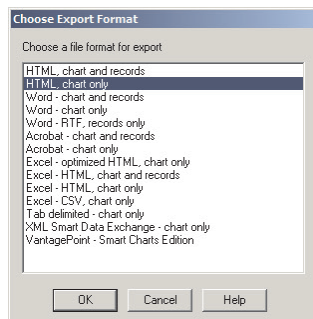 Choose Export Format
Choose a file format for export
HTML, chart and records
HTML, chart only
Word - chart and records
Word - chart only
Word - RTF, records only
Acrobat - chart and records
Acrobat - chart only
Excel - optimized HTML, chart only
Excel - HTML, chart and records
Excel - HTML, chart only
Excel - CSV, chart only
Tab delimited - chart only
XML Smart Data Exchange - chart only
VantagePoint - Smart Charts Edition
OK Cancel Help